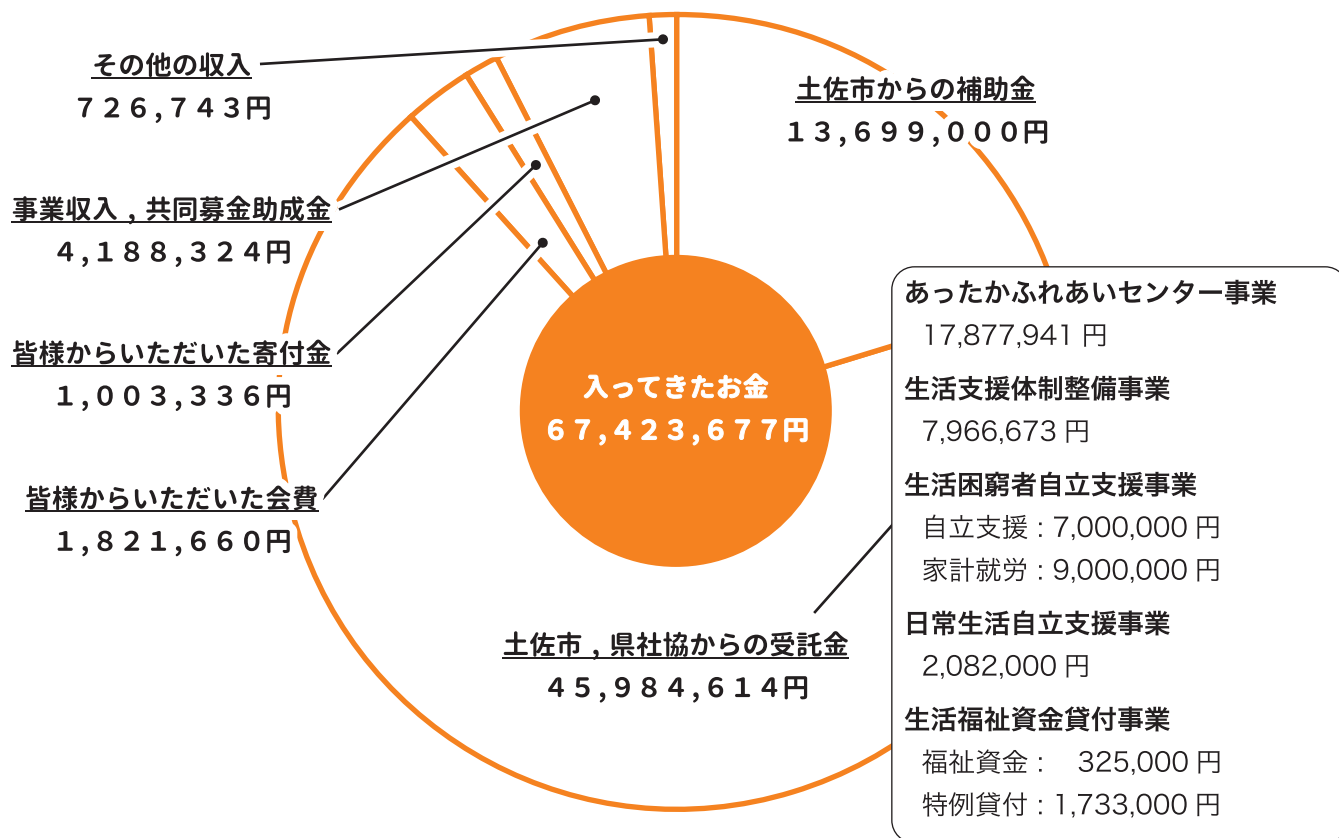 その他の収入
７２６,７４３円
土佐市からの補助金
１３,６９９,０００円
事業収入 , 共同募金助成金
４,１８８,３２４円
皆様からいただいた寄付金
１,００３,３３６円
皆様からいただいた会費
１,８２１,６６０円
入ってきたお金
６７,４２３,６７７円
土佐市 , 県社協からの受託金
４５,９８４,６１４円
あったかふれあいセンター事業
17,877,941 円
生活支援体制整備事業
7,966,673 円
生活困窮者自立支援事業
自立支援 : 7,000,000 円
家計就労 : 9,000,000 円
日常生活自立支援事業
2,082,000 円
生活福祉資金貸付事業
福祉資金 : 325,000 円
特例貸付 : 1,733,000 円